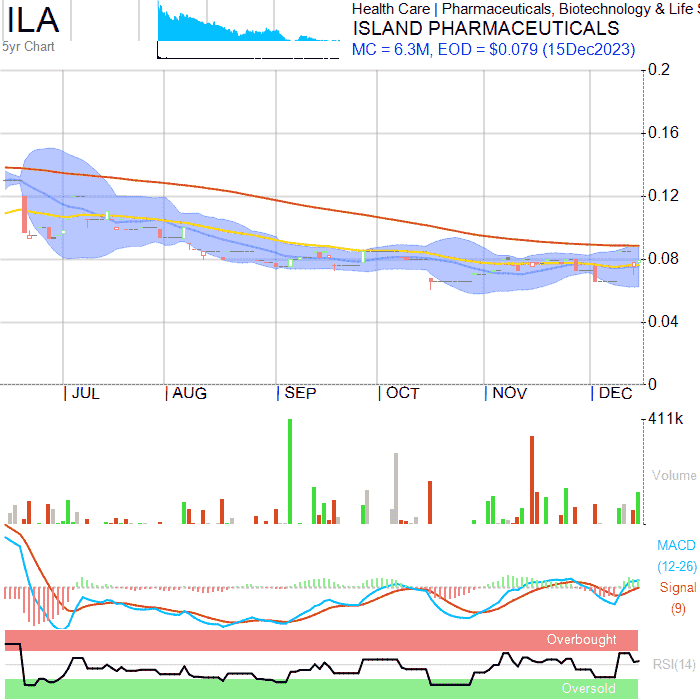 ILA
5yr Chart
Health Care | Pharmaceuticals, Biotechnology & Life
ISLAND PHARMACEUTICALS
MC = 6.3M, EOD = $0.079 (15Dec2023)
0.2
0.16
0.12
0.08
0.04
0
JUL AUG SEP OCT NOV DEC
411k
Volume
MACD
(12-26)
Signal
(9)
Overbought
RSI(14)
Oversold